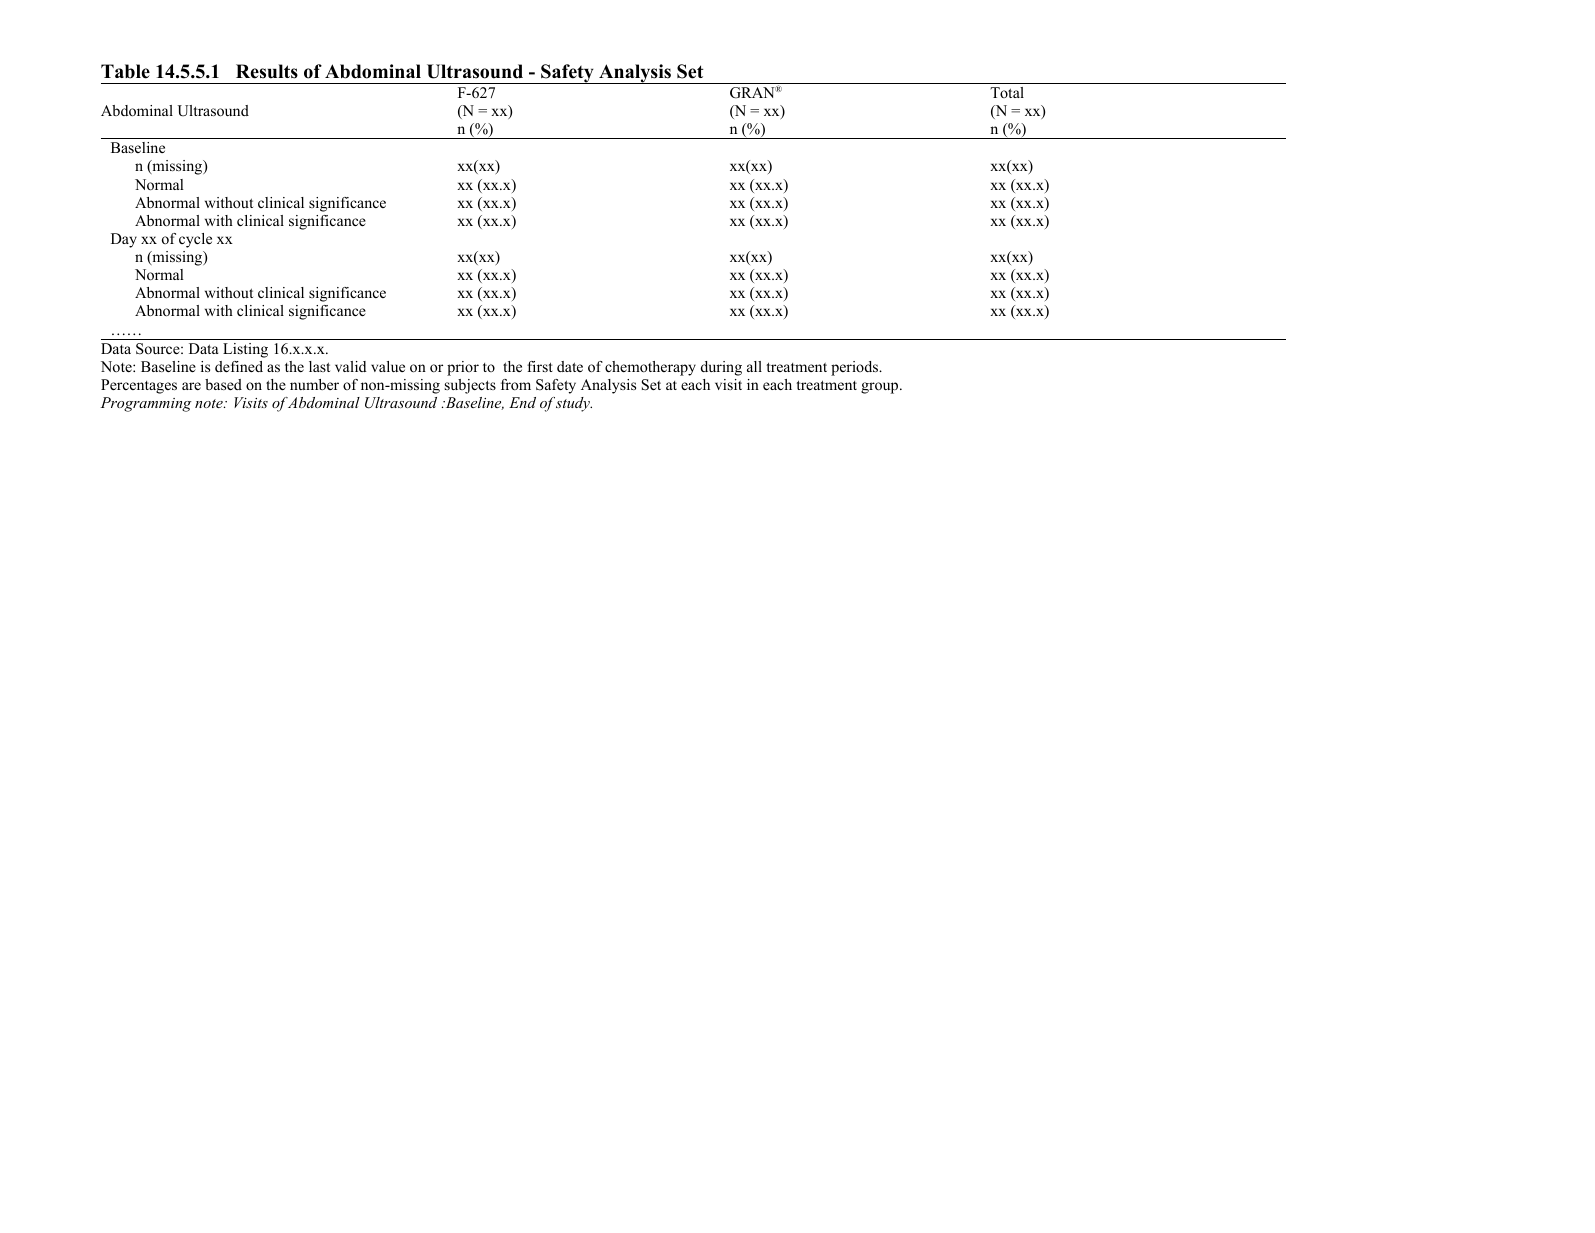 Table 14.5.5.1 Results of Abdominal Ultrasound - Safety Analysis Set
F-627 GRAN® Total
Abdominal Ultrasound (N = xx) (N = xx) (N = xx)
n (%) n (%) n (%)
Baseline
n (missing) xx(xx) xx(xx) xx(xx)
Normal xx (xx.x) xx (xx.x) xx (xx.x)
Abnormal without clinical significance xx (xx.x) xx (xx.x) xx (xx.x)
Abnormal with clinical significance xx (xx.x) xx (xx.x) xx (xx.x)
Day xx of cycle xx
n (missing) xx(xx) xx(xx) xx(xx)
Normal xx (xx.x) xx (xx.x) xx (xx.x)
Abnormal without clinical significance xx (xx.x) xx (xx.x) xx (xx.x)
Abnormal with clinical significance xx (xx.x) xx (xx.x) xx (xx.x)
……
Data Source: Data Listing 16.x.x.x.
Note: Baseline is defined as the last valid value on or prior to the first date of chemotherapy during all treatment periods.
Percentages are based on the number of non-missing subjects from Safety Analysis Set at each visit in each treatment group.
Programming note: Visits of Abdominal Ultrasound :Baseline, End of study.